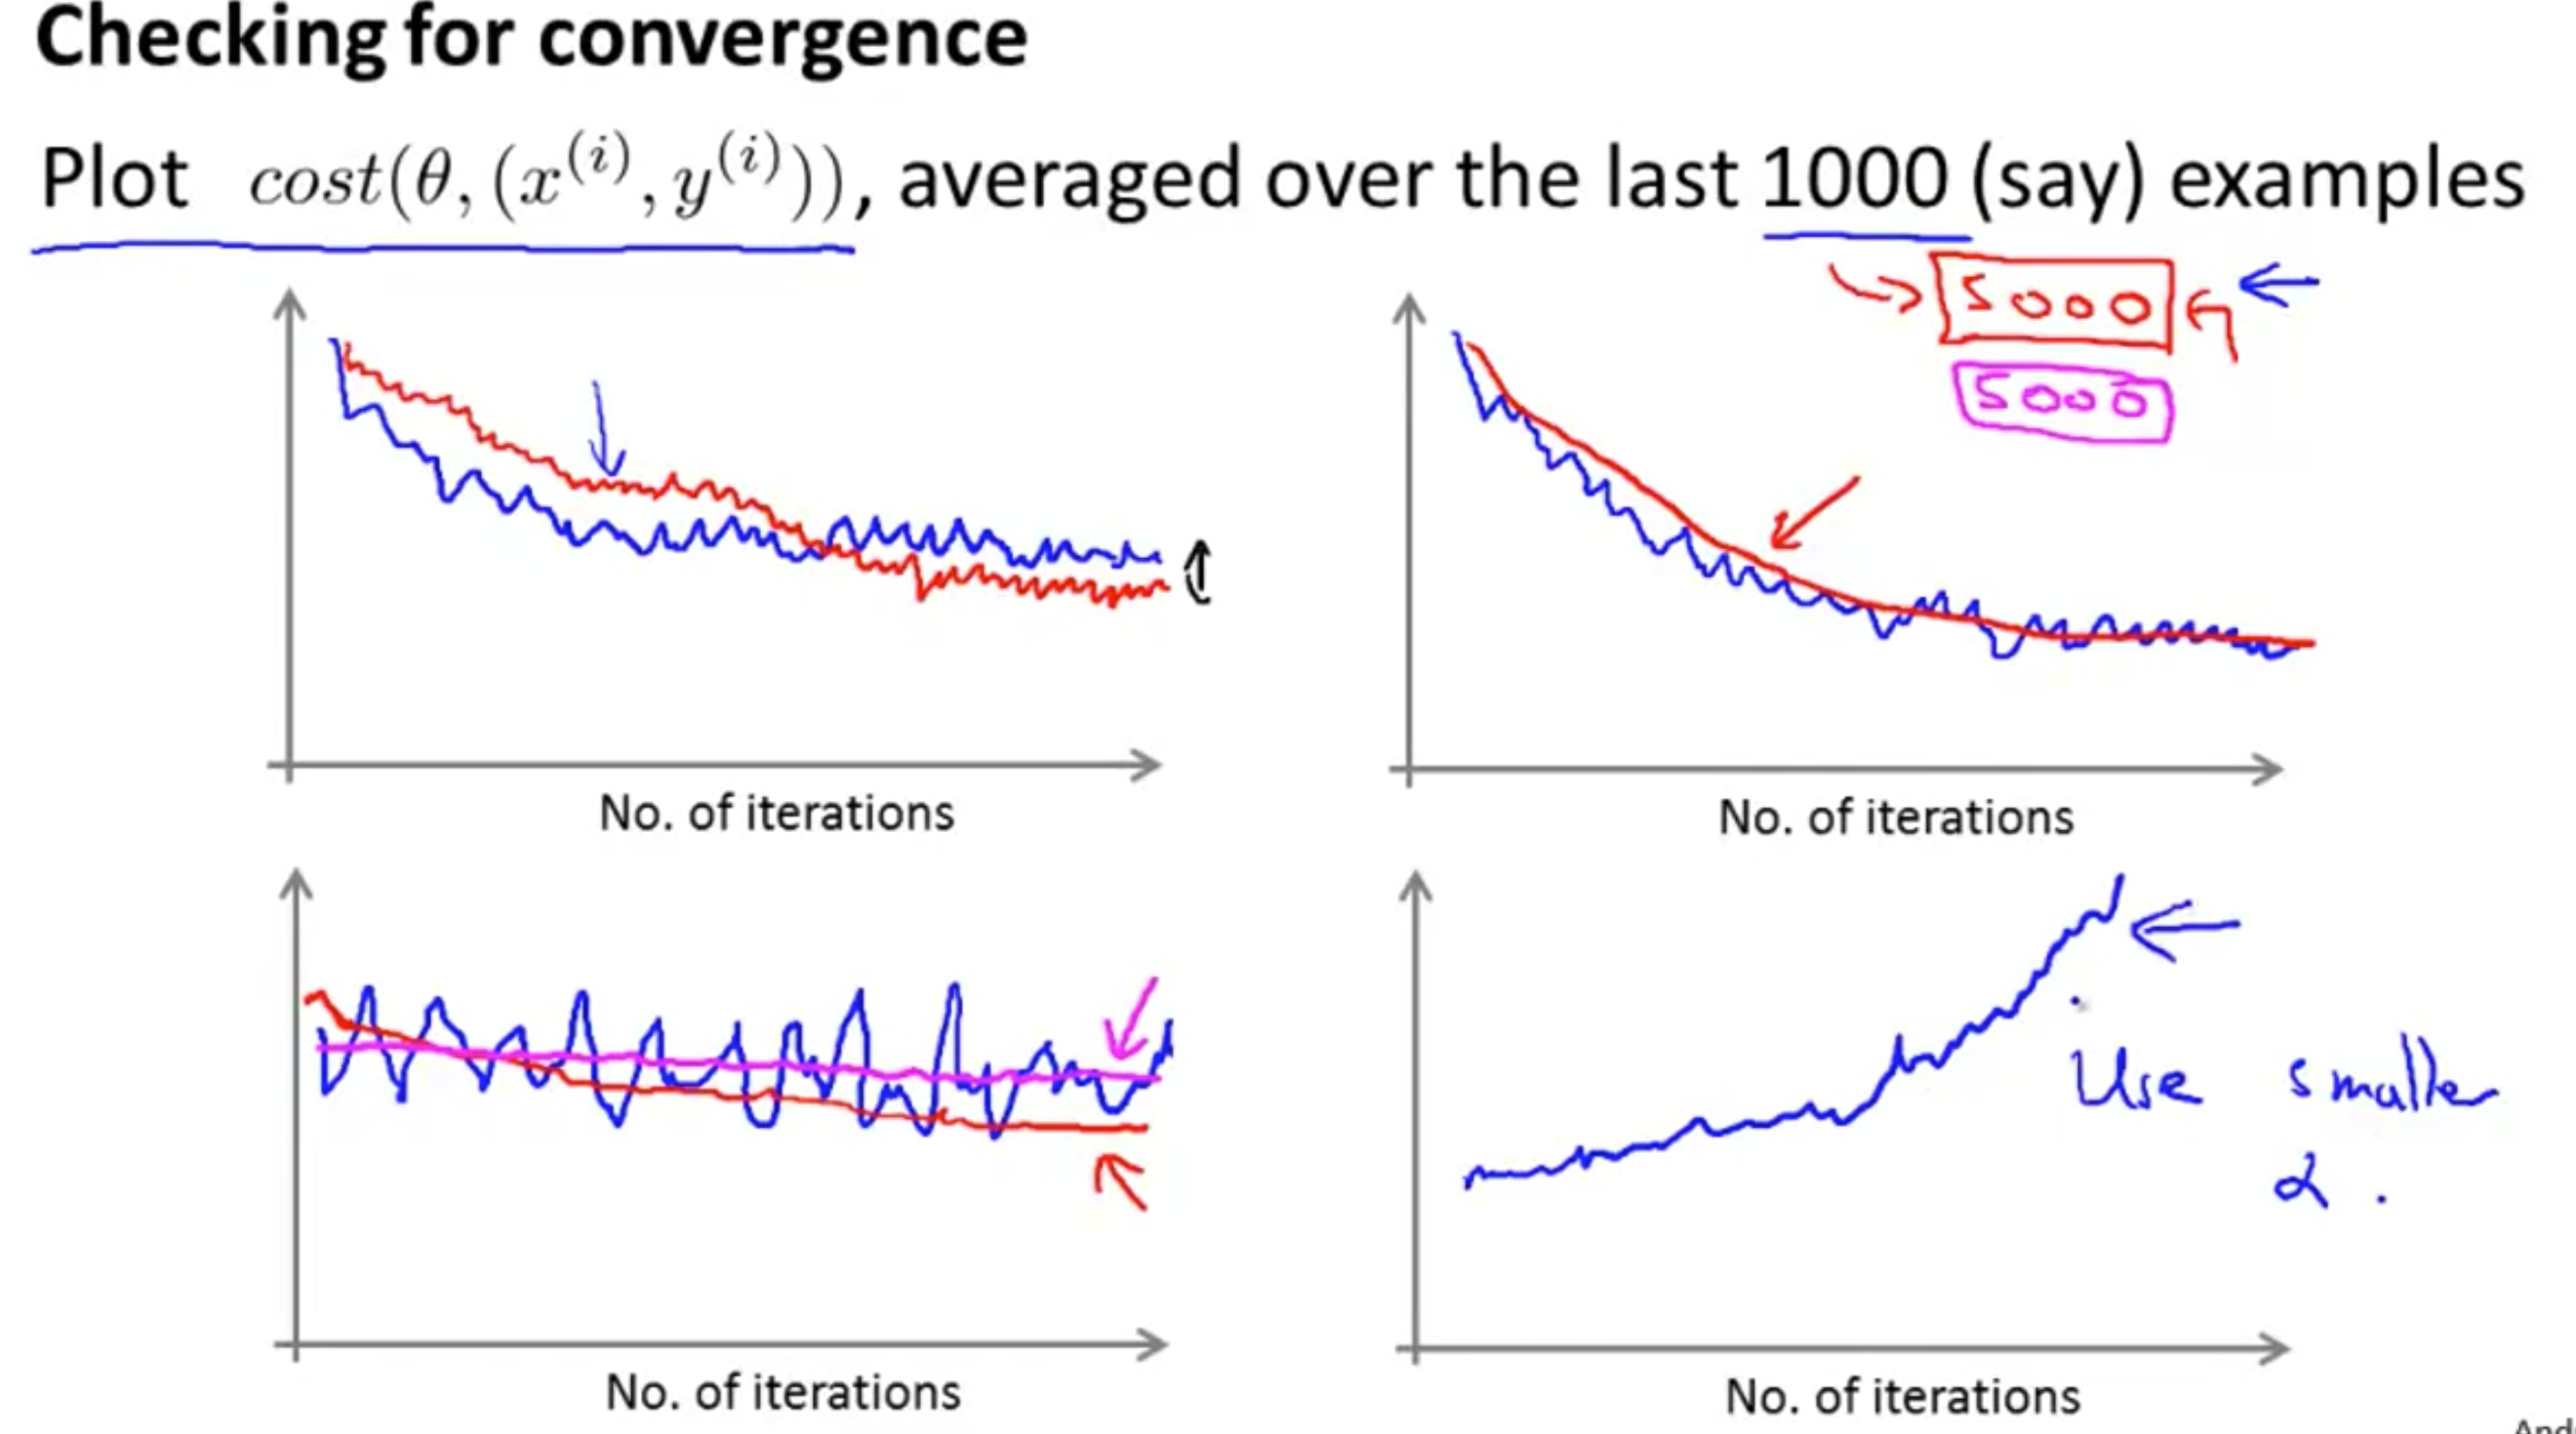 Checking for convergence
Plot cost(θ, (x^{(i)}, y^{(i)})), averaged over the last 1000 (say) examples
5000
5000
No. of iterations
No. of iterations
Use smaller
α.
No. of iterations
No. of iterations